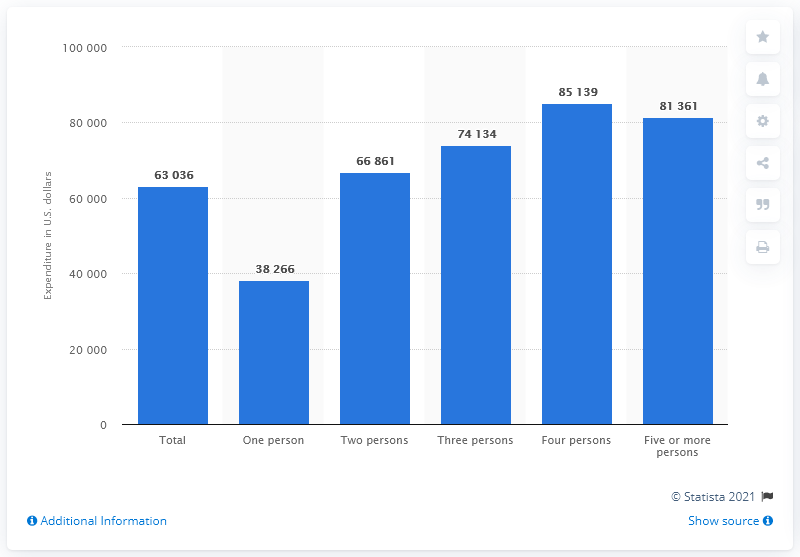 100 000
80 000
60 000
40 000
20 000
0
Expenditure in U.S. dollars
63 036
38 266
66 861
74 134
85 139
81 361
Total
One person
Two persons
Three persons
Four persons
Five or more
persons
© Statista 2021
Additional Information
Show source